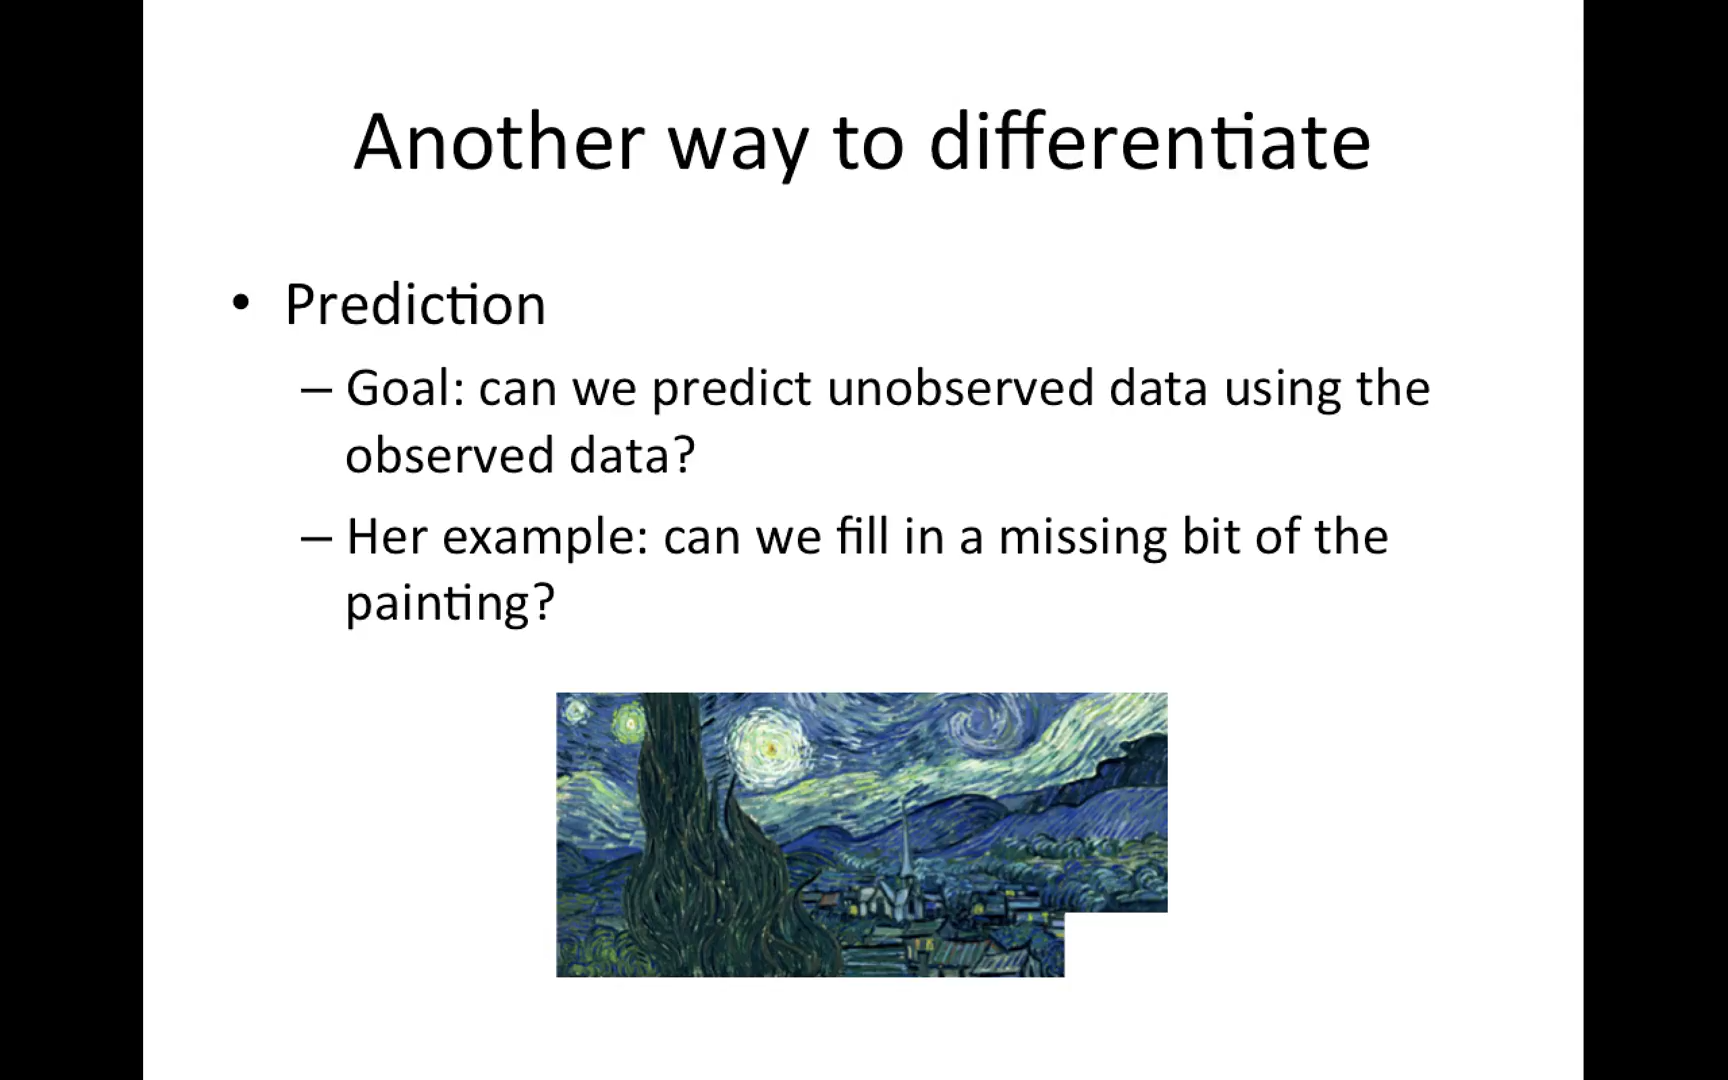 Another way to differentiate
• Prediction
– Goal: can we predict unobserved data using the
observed data?
– Her example: can we fill in a missing bit of the
painting?